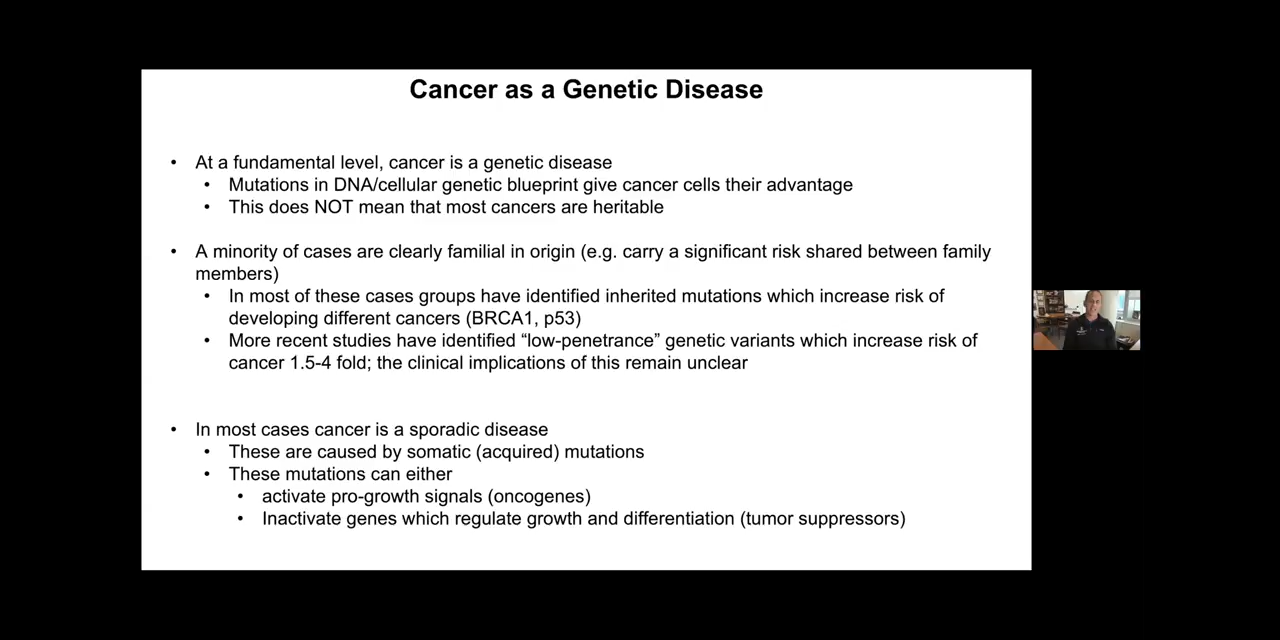 Cancer as a Genetic Disease
• At a fundamental level, cancer is a genetic disease
• Mutations in DNA/cellular genetic blueprint give cancer cells their advantage
• This does NOT mean that most cancers are heritable
• A minority of cases are clearly familial in origin (e.g. carry a significant risk shared between family
members)
• In most of these cases groups have identified inherited mutations which increase risk of
developing different cancers (BRCA1, p53)
• More recent studies have identified “low-penetrance” genetic variants which increase risk of
cancer 1.5-4 fold; the clinical implications of this remain unclear
• In most cases cancer is a sporadic disease
• These are caused by somatic (acquired) mutations
• These mutations can either
• activate pro-growth signals (oncogenes)
• Inactivate genes which regulate growth and differentiation (tumor suppressors)